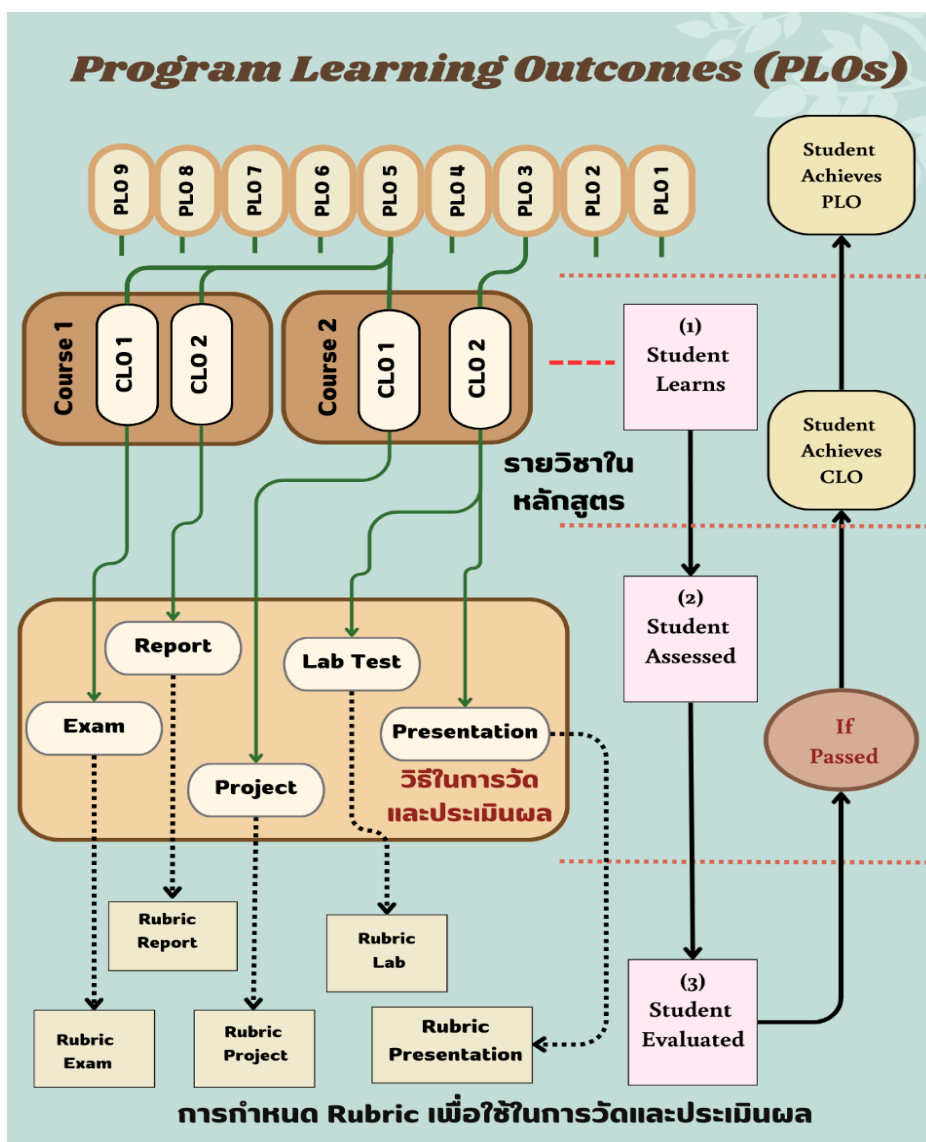 Program Learning Outcomes (PLOs)
PLO 9
PLO 8
PLO 7
PLO 6
PLO 5
PLO 4
PLO 3
PLO 2
PLO 1
Student
Achieves
PLO
Course 1
CLO 1
CLO 2
Course 2
CLO 1
CLO 2
(1)
Student
Learns
Student
Achieves
CLO
รายวิชาใน
หลักสูตร
(2)
Student
Assessed
Report
Lab Test
Exam
Presentation
If
Passed
Project
วิธีในการวัด
และประเมินผล
Rubric
Report
Rubric
Lab
(3)
Student
Evaluated
Rubric
Exam
Rubric
Project
Rubric
Presentation
การกำหนด Rubric เพื่อใช้ในการวัดและประเมินผล